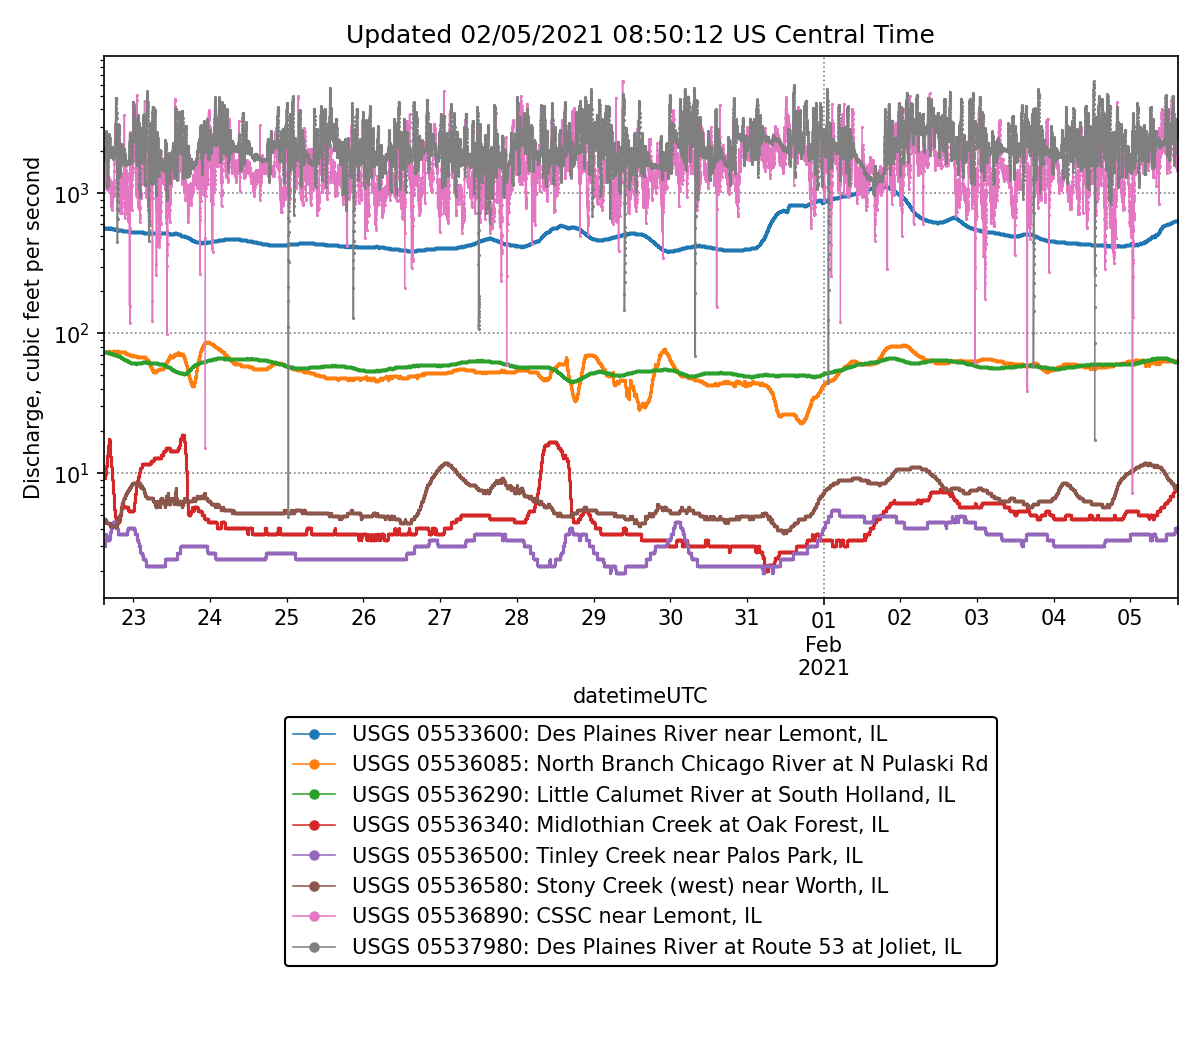 Updated 02/05/2021 08:50:12 US Central Time
Discharge, cubic feet per second
10³
10²
10¹
23 24 25 26 27 28 29 30 31 01 02 03 04 05
Feb
2021
datetimeUTC
USGS 05533600: Des Plaines River near Lemont, IL
USGS 05536085: North Branch Chicago River at N Pulaski Rd
USGS 05536290: Little Calumet River at South Holland, IL
USGS 05536340: Midlothian Creek at Oak Forest, IL
USGS 05536500: Tinley Creek near Palos Park, IL
USGS 05536580: Stony Creek (west) near Worth, IL
USGS 05536890: CSSC near Lemont, IL
USGS 05537980: Des Plaines River at Route 53 at Joliet, IL